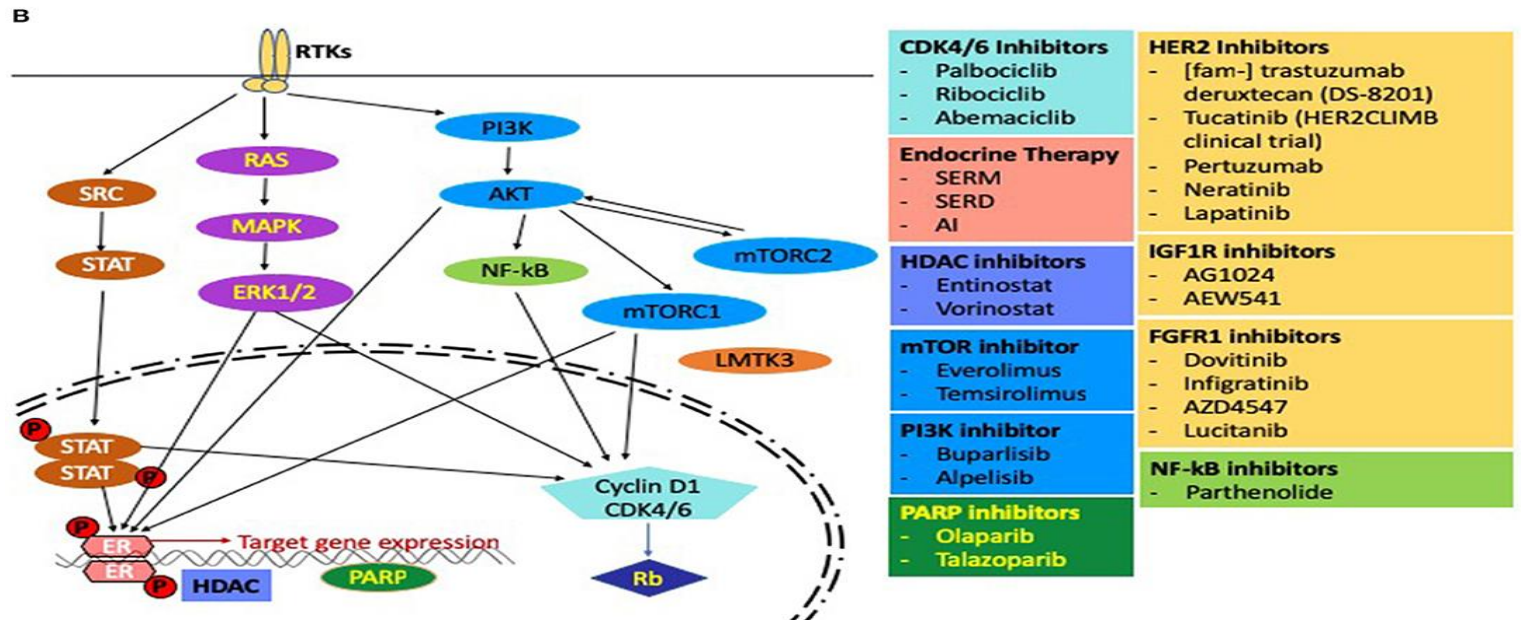 B
RTKs
PI3K
RAS
SRC
AKT
MAPK
STAT
mTORC2
NF-kB
ERK1/2
mTORC1
LMTK3
P
STAT
STAT
P
Cyclin D1
CDK4/6
P
ER
Target gene expression
ER
P
HDAC
PARP
Rb
CDK4/6 Inhibitors
- Palbociclib
- Ribociclib
- Abemaciclib
Endocrine Therapy
- SERM
- SERD
- AI
HDAC inhibitors
- Entinostat
- Vorinostat
mTOR inhibitor
- Everolimus
- Temsirolimus
PI3K inhibitor
- Buparlisib
- Alpelisib
PARP inhibitors
- Olaparib
- Talazoparib
HER2 Inhibitors
- [fam-] trastuzumab
deruxtecan (DS-8201)
- Tucatinib (HER2CLIMB
clinical trial)
- Pertuzumab
- Neratinib
- Lapatinib
IGF1R inhibitors
- AG1024
- AEW541
FGFR1 inhibitors
- Dovitinib
- Infigratinib
- AZD4547
- Lucitanib
NF-kB inhibitors
- Parthenolide